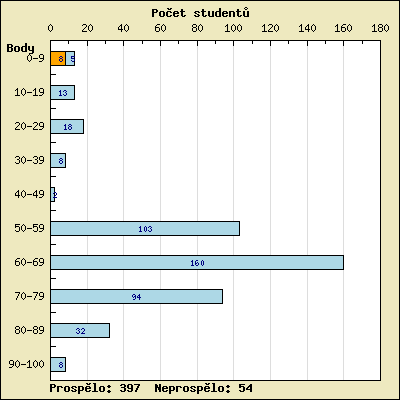 Počet studentů
0 20 40 60 80 100 120 140 160 180
Body
0-9 8 5
10-19 13
20-29 18
30-39 8
40-49 2
50-59 103
60-69 160
70-79 94
80-89 32
90-100 8
Prospělo: 397 Neprospělo: 54